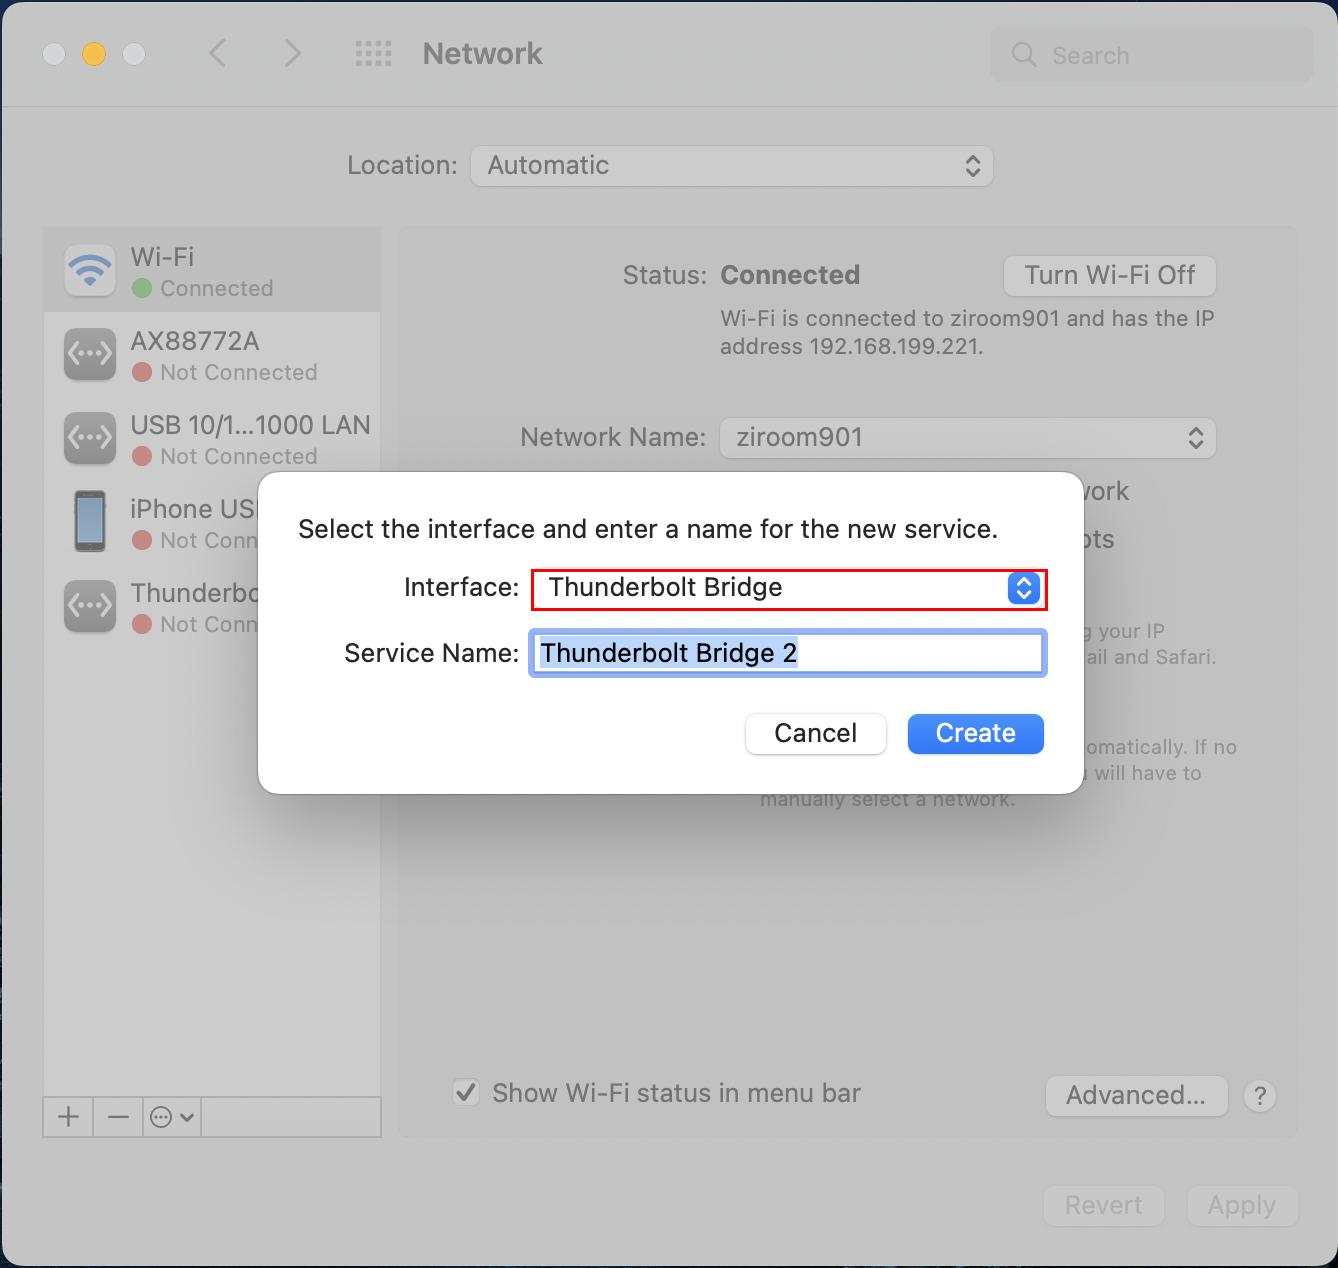 Network
Search
Location:
Automatic
Wi-Fi
Connected
AX88772A
Not Connected
USB 10/1...1000 LAN
Not Connected
iPhone US
Not Conn
Thunderbo
Not Conn
Status: Connected
Turn Wi-Fi Off
Wi-Fi is connected to ziroom901 and has the IP
address 192.168.199.221.
Network Name:
ziroom901
work
ots
Select the interface and enter a name for the new service.
Interface:
Thunderbolt Bridge
Service Name:
Thunderbolt Bridge 2
Cancel
Create
g your IP
ail and Safari.
omatically. If no
will have to
manually select a network.
Show Wi-Fi status in menu bar
Advanced...
?
Revert
Apply